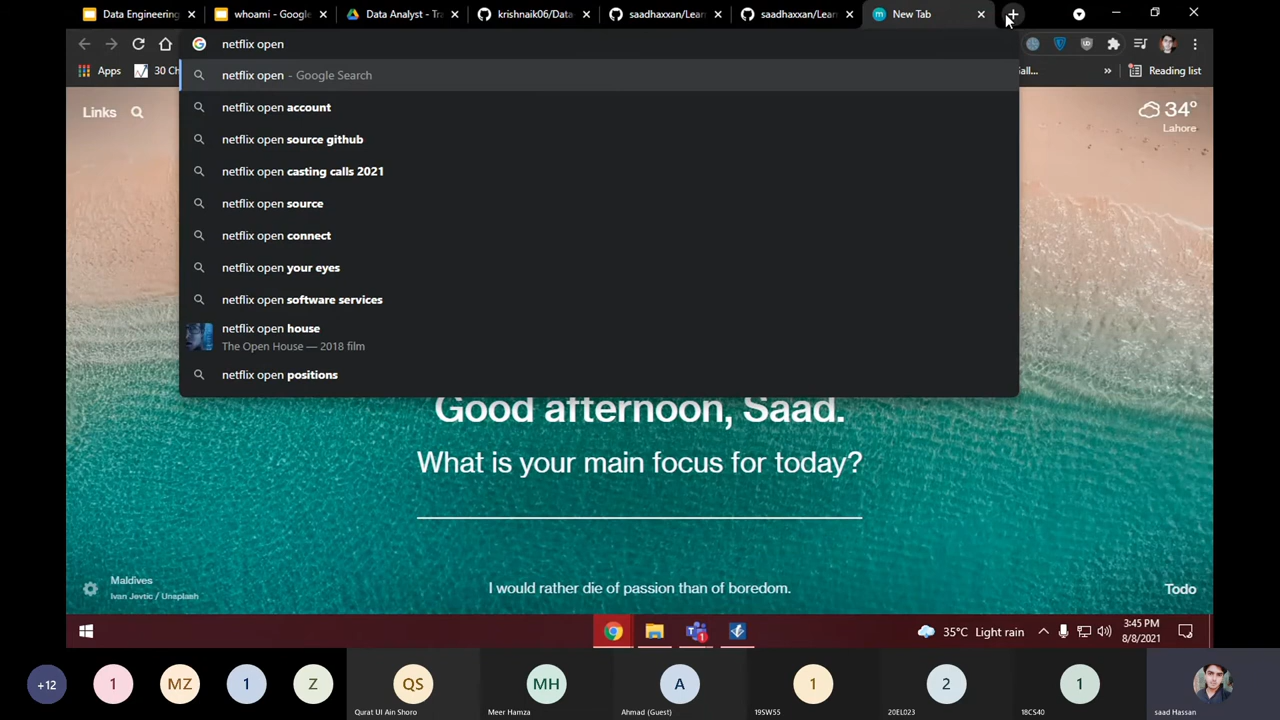 Data Engineering
whoami - Google
Data Analyst - Tra
krishnaik06/Data
saadhaxxan/Lear
saadhaxxan/Lear
New Tab
netflix open
Apps
30 Ch
all...
»
Reading list
netflix open - Google Search
netflix open account
netflix open source github
netflix open casting calls 2021
netflix open source
netflix open connect
netflix open your eyes
netflix open software services
netflix open house
The Open House — 2018 film
netflix open positions
Links
34°
Lahore
Good afternoon, Saad.
What is your main focus for today?
Maldives
Ivan Jevtic / Unsplash
I would rather die of passion than of boredom.
Todo
35°C Light rain
3:45 PM
8/8/2021
+12
1
MZ
1
Z
QS
MH
A
1
2
1
Qurat Ul Ain Shoro
Meer Hamza
Ahmad (Guest)
19SW55
20EL023
18CS40
saad Hassan